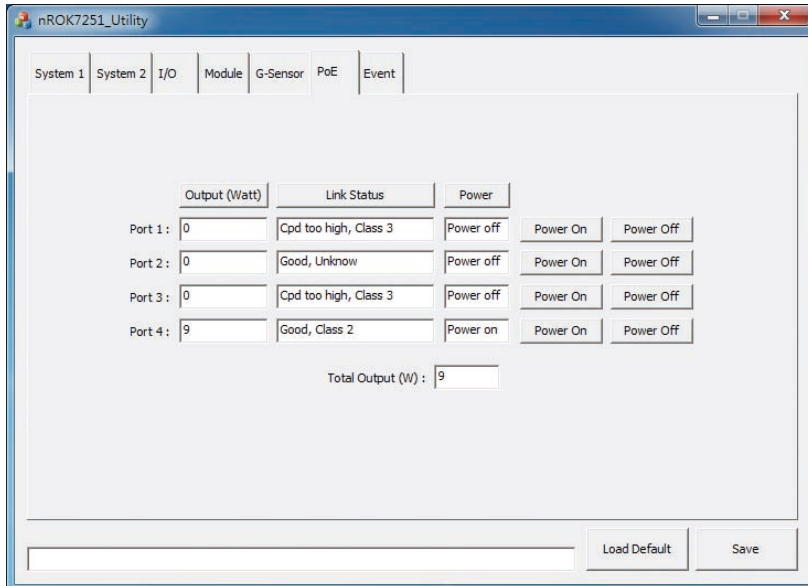 nROK7251_Utility
System 1 System 2 I/O Module G-Sensor PoE Event
Output (Watt) Link Status Power
Port 1 : 0 Cpd too high, Class 3 Power off Power On Power Off
Port 2 : 0 Good, Unknow Power off Power On Power Off
Port 3 : 0 Cpd too high, Class 3 Power off Power On Power Off
Port 4 : 9 Good, Class 2 Power on Power On Power Off
Total Output (W) : 9
Load Default Save